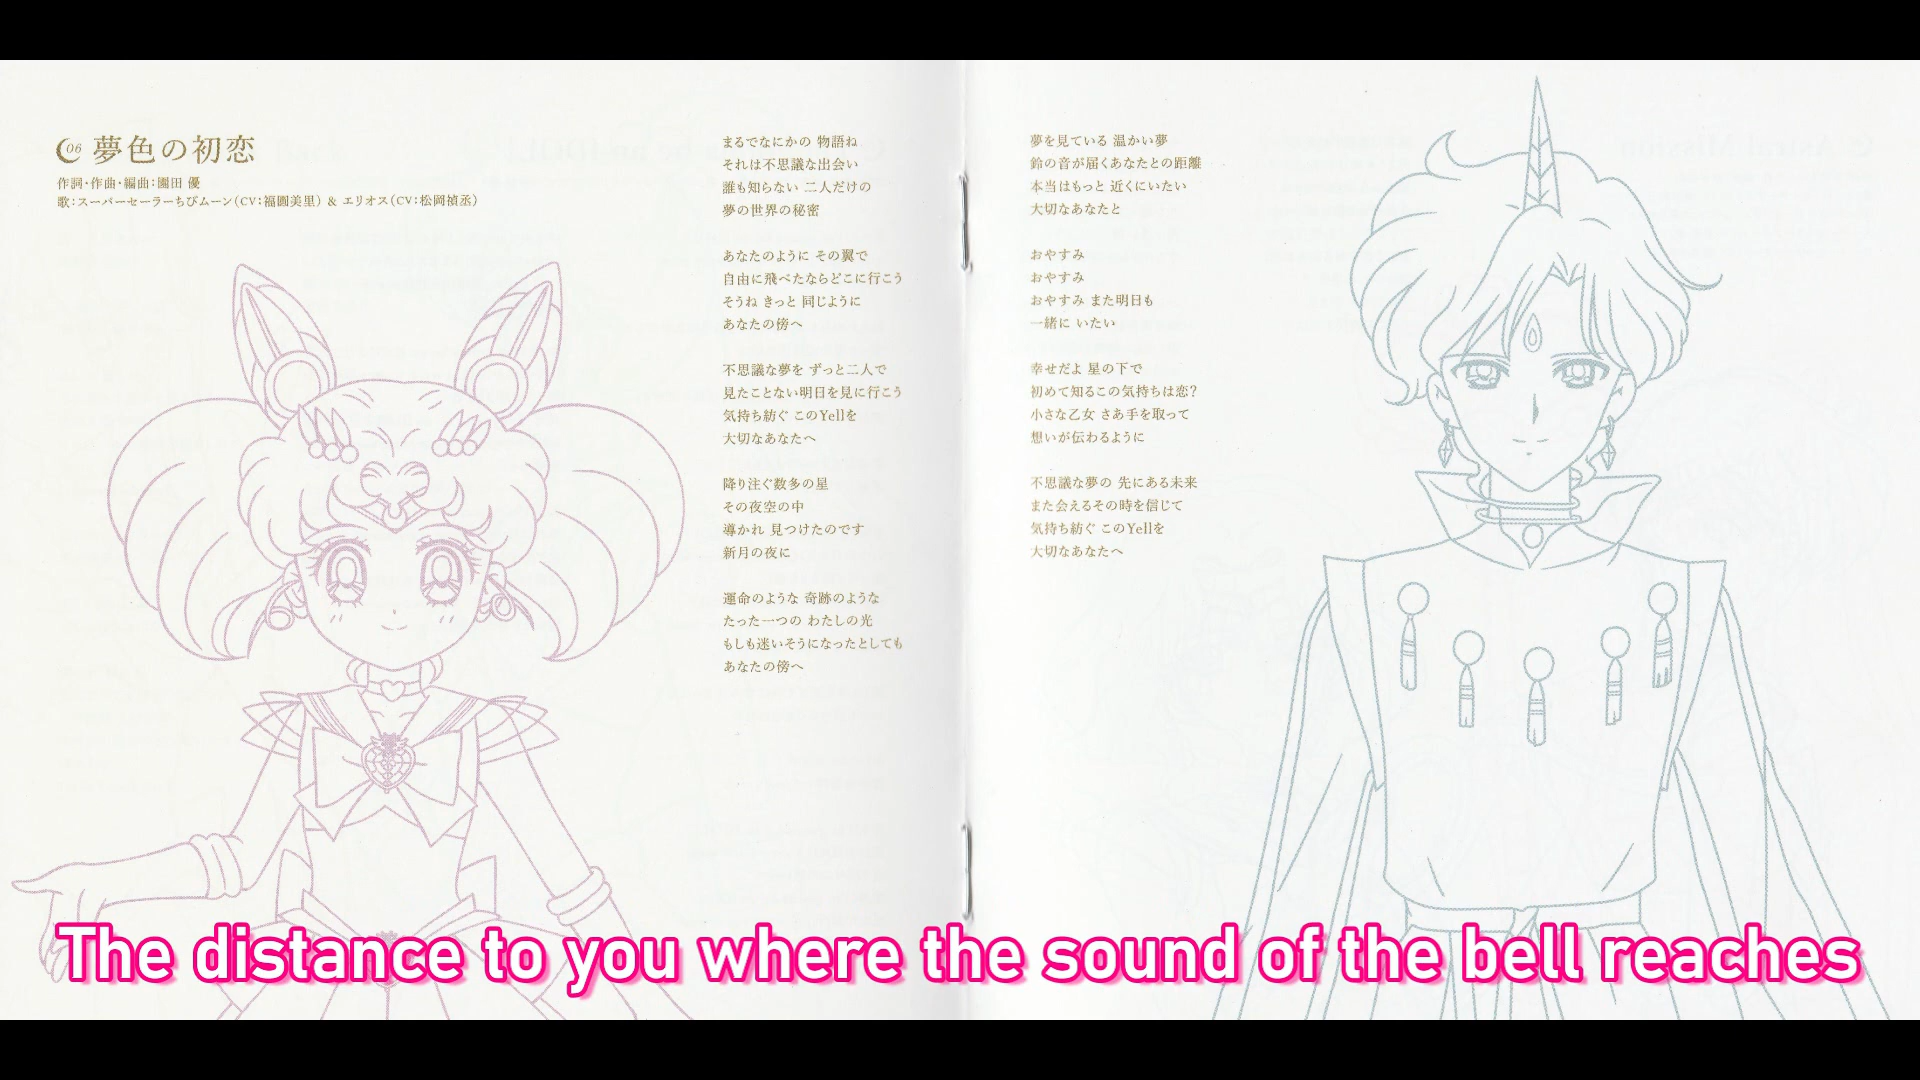 06 夢色の初恋
作詞・作曲・編曲：園田 優
歌：スーパーセーラーちびムーン（CV：福圓美里）& エリオス（CV：松岡禎丞）
まるでなにかの 物語ね
それは不思議な出会い
誰も知らない 二人だけの
夢の世界の秘密
あなたのように その翼で
自由に飛べたならどこに行こう
そうね きっと 同じように
あなたの傍へ
不思議な夢を ずっと二人で
見たことない明日を見に行こう
気持ち紡ぐ このYellを
大切なあなたへ
降り注ぐ数多の星
その夜空の中
導かれ 見つけたのです
新月の夜に
運命のような 奇跡のような
たった一つの わたしの光
もしも迷いそうになったとしても
あなたの傍へ
夢を見ている 温かい夢
鈴の音が届くあなたとの距離
本当はもっと 近くにいたい
大切なあなたと
おやすみ
おやすみ
おやすみ また明日も
一緒に いたい
幸せだよ 星の下で
初めて知るこの気持ちは恋？
小さな乙女 さあ手を取って
想いが伝わるように
不思議な夢の 先にある未来
また会えるその時を信じて
気持ち紡ぐ このYellを
大切なあなたへ
The distance to you where the sound of the bell reaches